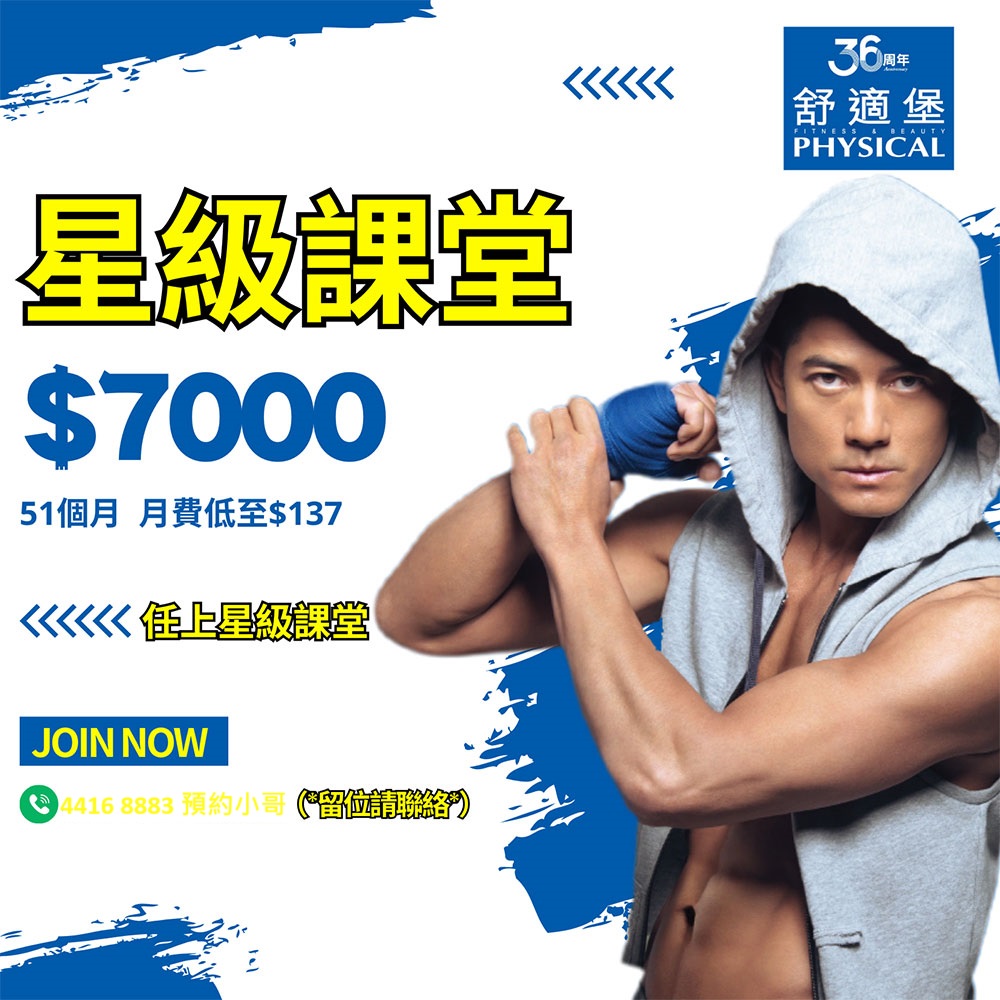 36周年
Anniversary
舒適堡
FITNESS & BEAUTY
PHYSICAL
星級課堂
$7000
51個月 月費低至$137
任上星級課堂
JOIN NOW
4416 8883 預約小哥 (*留位請聯絡*)